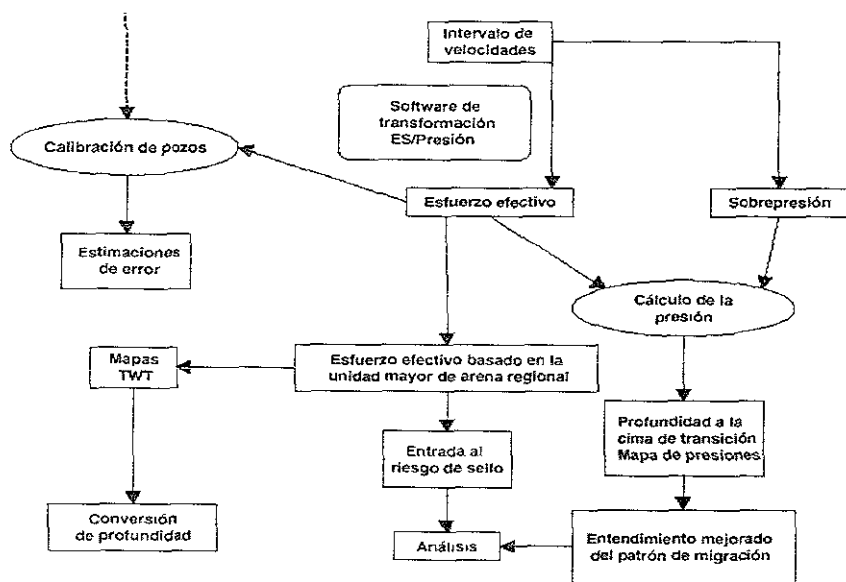 Intervalo de
velocidades
Software de
transformación
ES/Presión
Calibración de pozos
Esfuerzo efectivo
Sobrepresión
Estimaciones
de error
Cálculo de la
presión
Mapas
TWT
Esfuerzo efectivo basado en la
unidad mayor de arena regional
Profundidad a la
cima de transición
Mapa de presiones
Entrada al
riesgo de sello
Conversión
de profundidad
Análisis
Entendimiento mejorado
del patrón de migración